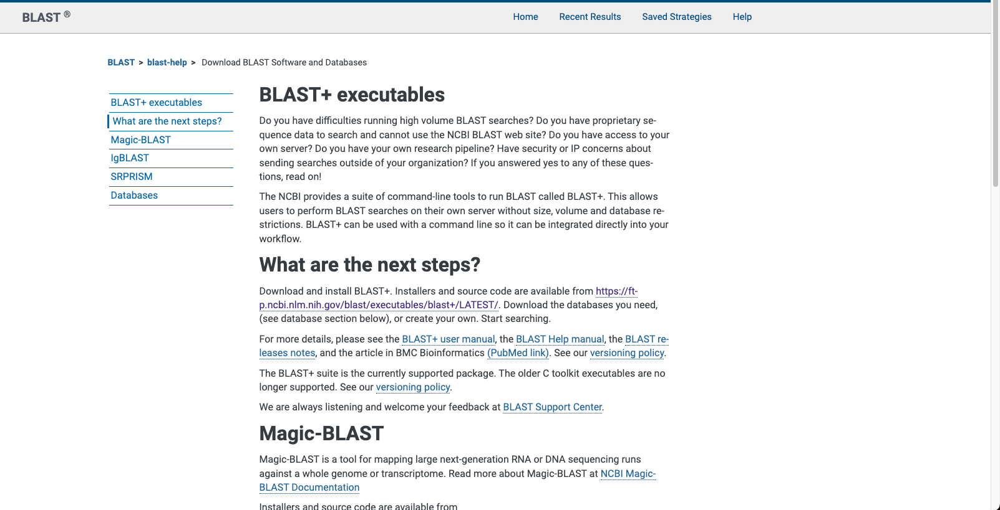 BLAST ®
Home Recent Results Saved Strategies Help
BLAST > blast-help > Download BLAST Software and Databases
BLAST+ executables
What are the next steps?
Magic-BLAST
IgBLAST
SRPRISM
Databases
BLAST+ executables
Do you have difficulties running high volume BLAST searches? Do you have proprietary se-
quence data to search and cannot use the NCBI BLAST web site? Do you have access to your
own server? Do you have your own research pipeline? Have security or IP concerns about
sending searches outside of your organization? If you answered yes to any of these ques-
tions, read on!
The NCBI provides a suite of command-line tools to run BLAST called BLAST+. This allows
users to perform BLAST searches on their own server without size, volume and database re-
strictions. BLAST+ can be used with a command line so it can be integrated directly into your
workflow.
What are the next steps?
Download and install BLAST+. Installers and source code are available from https://ft-
p.ncbi.nlm.nih.gov/blast/executables/blast+/LATEST/. Download the databases you need,
(see database section below), or create your own. Start searching.
For more details, please see the BLAST+ user manual, the BLAST Help manual, the BLAST re-
leases notes, and the article in BMC Bioinformatics (PubMed link). See our versioning policy.
The BLAST+ suite is the currently supported package. The older C toolkit executables are no
longer supported. See our versioning policy.
We are always listening and welcome your feedback at BLAST Support Center.
Magic-BLAST
Magic-BLAST is a tool for mapping large next-generation RNA or DNA sequencing runs
against a whole genome or transcriptome. Read more about Magic-BLAST at NCBI Magic-
BLAST Documentation
Installers and source code are available from